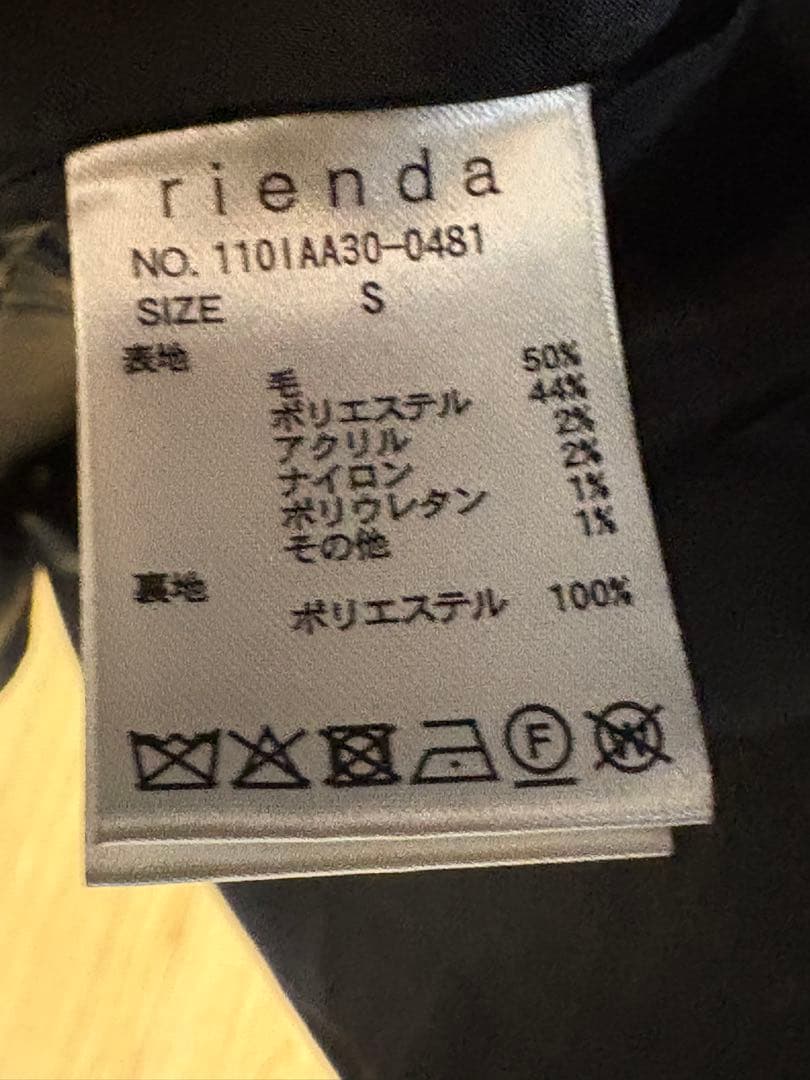 rienda
NO. 110IAA30-0481
SIZE S
表地
毛 50%
ポリエステル 44%
アクリル 2%
ナイロン 2%
ポリウレタン 1%
その他 1%
裏地
ポリエステル 100%
F
W